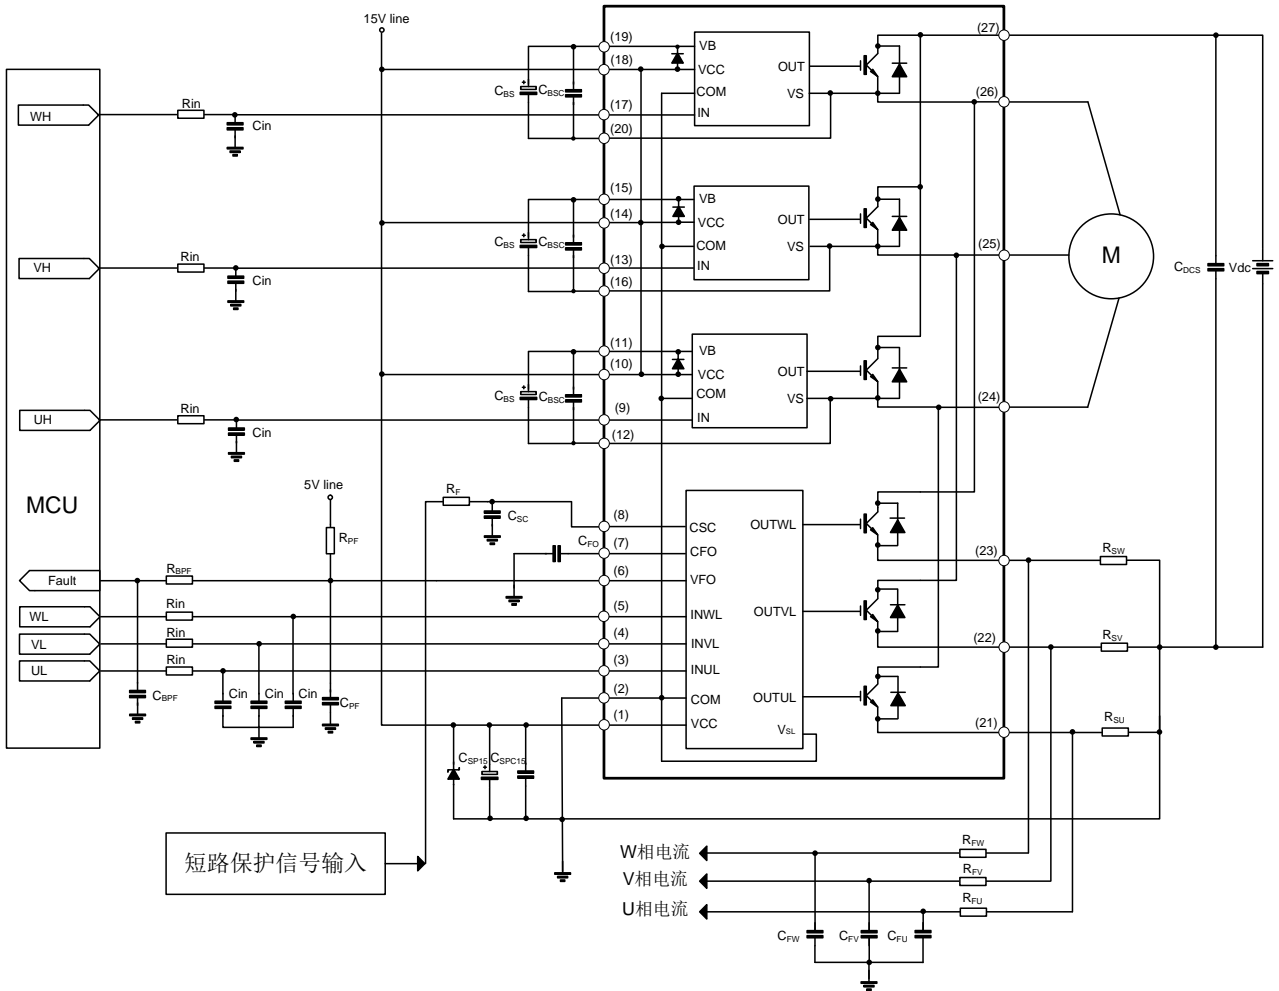 15V line
MCU
WH
Rin
Cin
CBS
CBSC
(19)
(18)
(17)
(20)
VB
VCC
COM
IN
OUT
VS
(27)
(26)
VH
Rin
Cin
CBS
CBSC
(15)
(14)
(13)
(16)
VB
VCC
COM
IN
OUT
VS
(25)
M
CDCS
Vdc
UH
Rin
Cin
CBS
CBSC
(11)
(10)
(9)
(12)
VB
VCC
COM
IN
OUT
VS
(24)
5V line
RPF
RF
CSC
CFO
Fault
RBPF
WL
Rin
VL
Rin
UL
Rin
CBPF
Cin
Cin
Cin
CPF
(8)
(7)
(6)
(5)
(4)
(3)
(2)
(1)
CSC
CFO
VFO
INWL
INVL
INUL
COM
VCC
OUTWL
OUTVL
OUTUL
VSL
(23)
(22)
(21)
RSW
RSV
RSU
CSP15
CSPC15
短路保护信号输入
W相电流
V相电流
U相电流
RFW
RFV
RFU
CFW
CFV
CFU